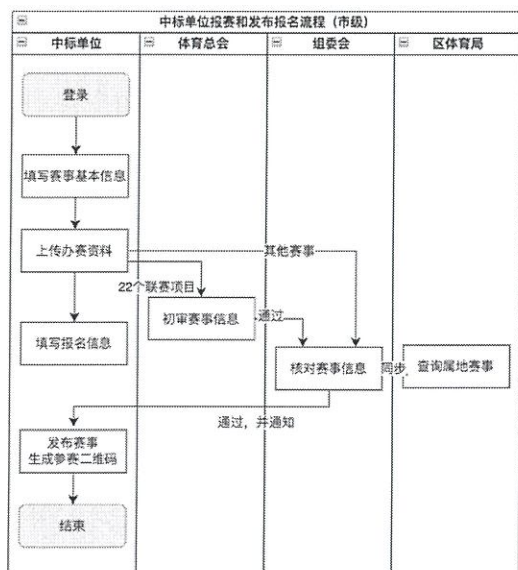 中标单位报赛和发布报名流程（市级）
中标单位
体育总会
组委会
区体育局
登录
填写赛事基本信息
上传办赛资料
其他赛事
22个联赛项目
初审赛事信息
通过
填写报名信息
核对赛事信息
同步
查询属地赛事
通过，并通知
发布赛事
生成参赛二维码
结束